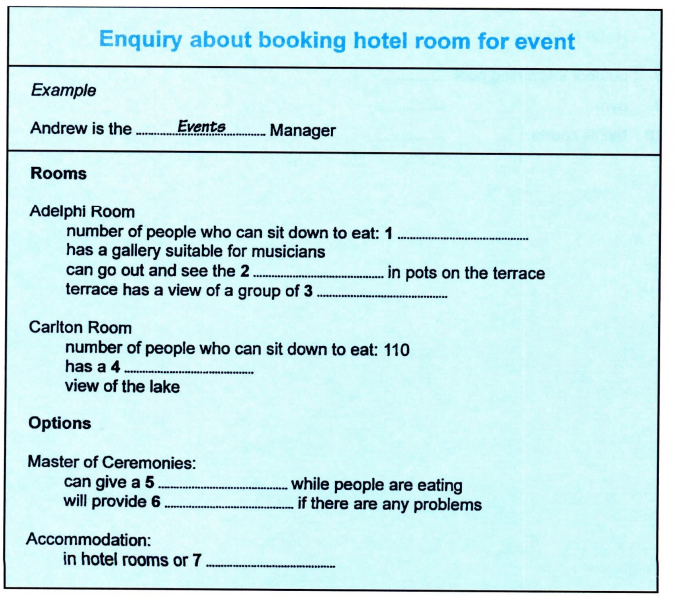 Enquiry about booking hotel room for event
Example
Andrew is the ........Events........ Manager
Rooms
Adelphi Room
number of people who can sit down to eat: 1 ................................
has a gallery suitable for musicians
can go out and see the 2 ................................ in pots on the terrace
terrace has a view of a group of 3 ................................
Carlton Room
number of people who can sit down to eat: 110
has a 4 ................................
view of the lake
Options
Master of Ceremonies:
can give a 5 ................................ while people are eating
will provide 6 ................................ if there are any problems
Accommodation:
in hotel rooms or 7 ................................